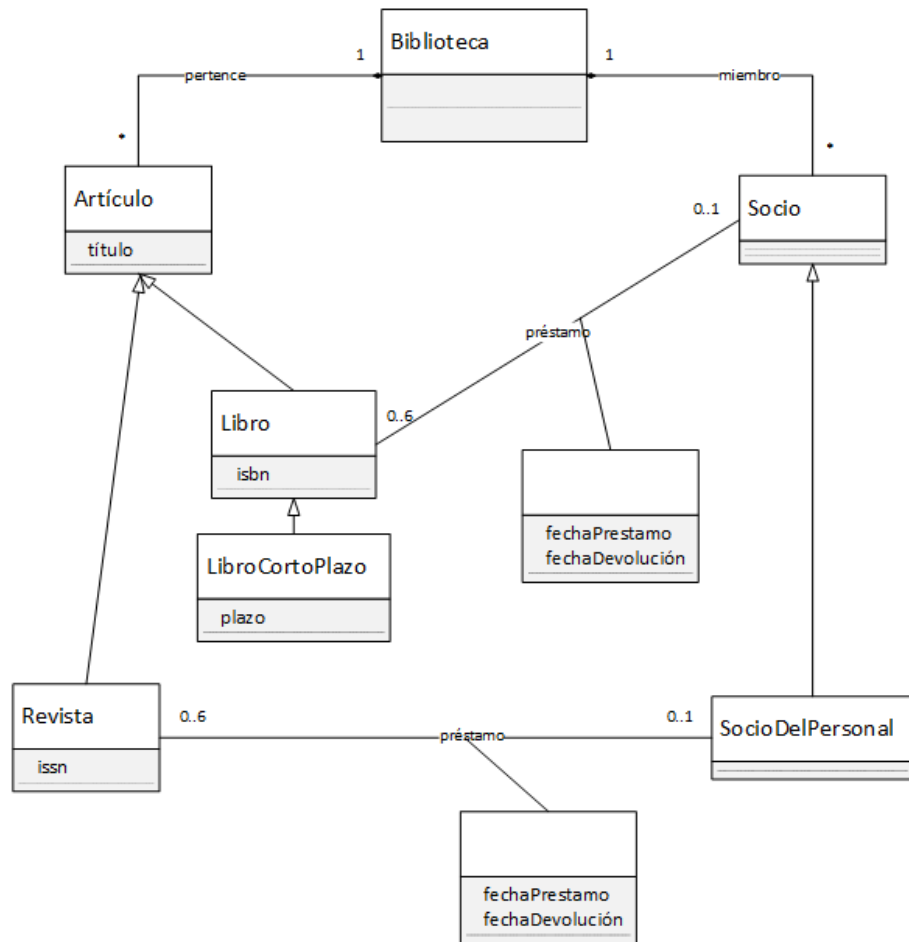 Biblioteca
1
1
pertence
miembro
*
*
Artículo
título
Socio
0..1
préstamo
Libro
0..6
isbn
fechaPrestamo
fechaDevolución
LibroCortoPlazo
plazo
Revista
issn
0..6
préstamo
0..1
SocioDelPersonal
fechaPrestamo
fechaDevolución